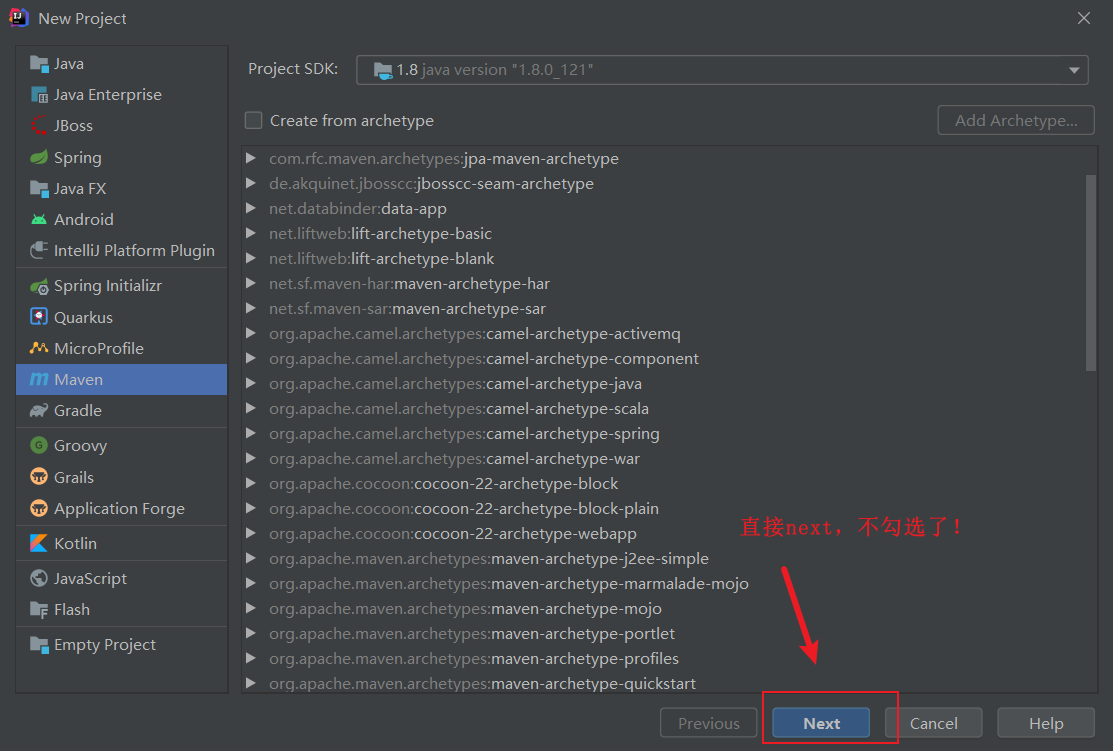 New Project
Java
Java Enterprise
JBoss
Spring
Java FX
Android
IntelliJ Platform Plugin
Spring Initializr
Quarkus
MicroProfile
Maven
Gradle
Groovy
Grails
Application Forge
Kotlin
JavaScript
Flash
Empty Project
Project SDK: 1.8 java version "1.8.0_121"
Create from archetype Add Archetype...
com.rfc.maven.archetypes:jpa-maven-archetype
de.akquinet.jbosscc:jbosscc-seam-archetype
net.databinder:data-app
net.liftweb:lift-archetype-basic
net.liftweb:lift-archetype-blank
net.sf.maven-har:maven-archetype-har
net.sf.maven-sar:maven-archetype-sar
org.apache.camel.archetypes:camel-archetype-activemq
org.apache.camel.archetypes:camel-archetype-component
org.apache.camel.archetypes:camel-archetype-java
org.apache.camel.archetypes:camel-archetype-scala
org.apache.camel.archetypes:camel-archetype-spring
org.apache.camel.archetypes:camel-archetype-war
org.apache.cocoon:cocoon-22-archetype-block
org.apache.cocoon:cocoon-22-archetype-block-plain
org.apache.cocoon:cocoon-22-archetype-webapp
org.apache.maven.archetypes:maven-archetype-j2ee-simple
org.apache.maven.archetypes:maven-archetype-marmalade-mojo
org.apache.maven.archetypes:maven-archetype-mojo
org.apache.maven.archetypes:maven-archetype-portlet
org.apache.maven.archetypes:maven-archetype-profiles
org.apache.maven.archetypes:maven-archetype-quickstart
直接next，不勾选了！
Previous Next Cancel Help